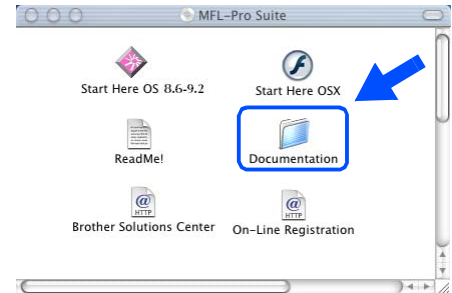 MFL-Pro Suite
Start Here OS 8.6-9.2
Start Here OSX
ReadMe!
Documentation
@
HTTP
@
HTTP
Brother Solutions Center
On-Line Registration